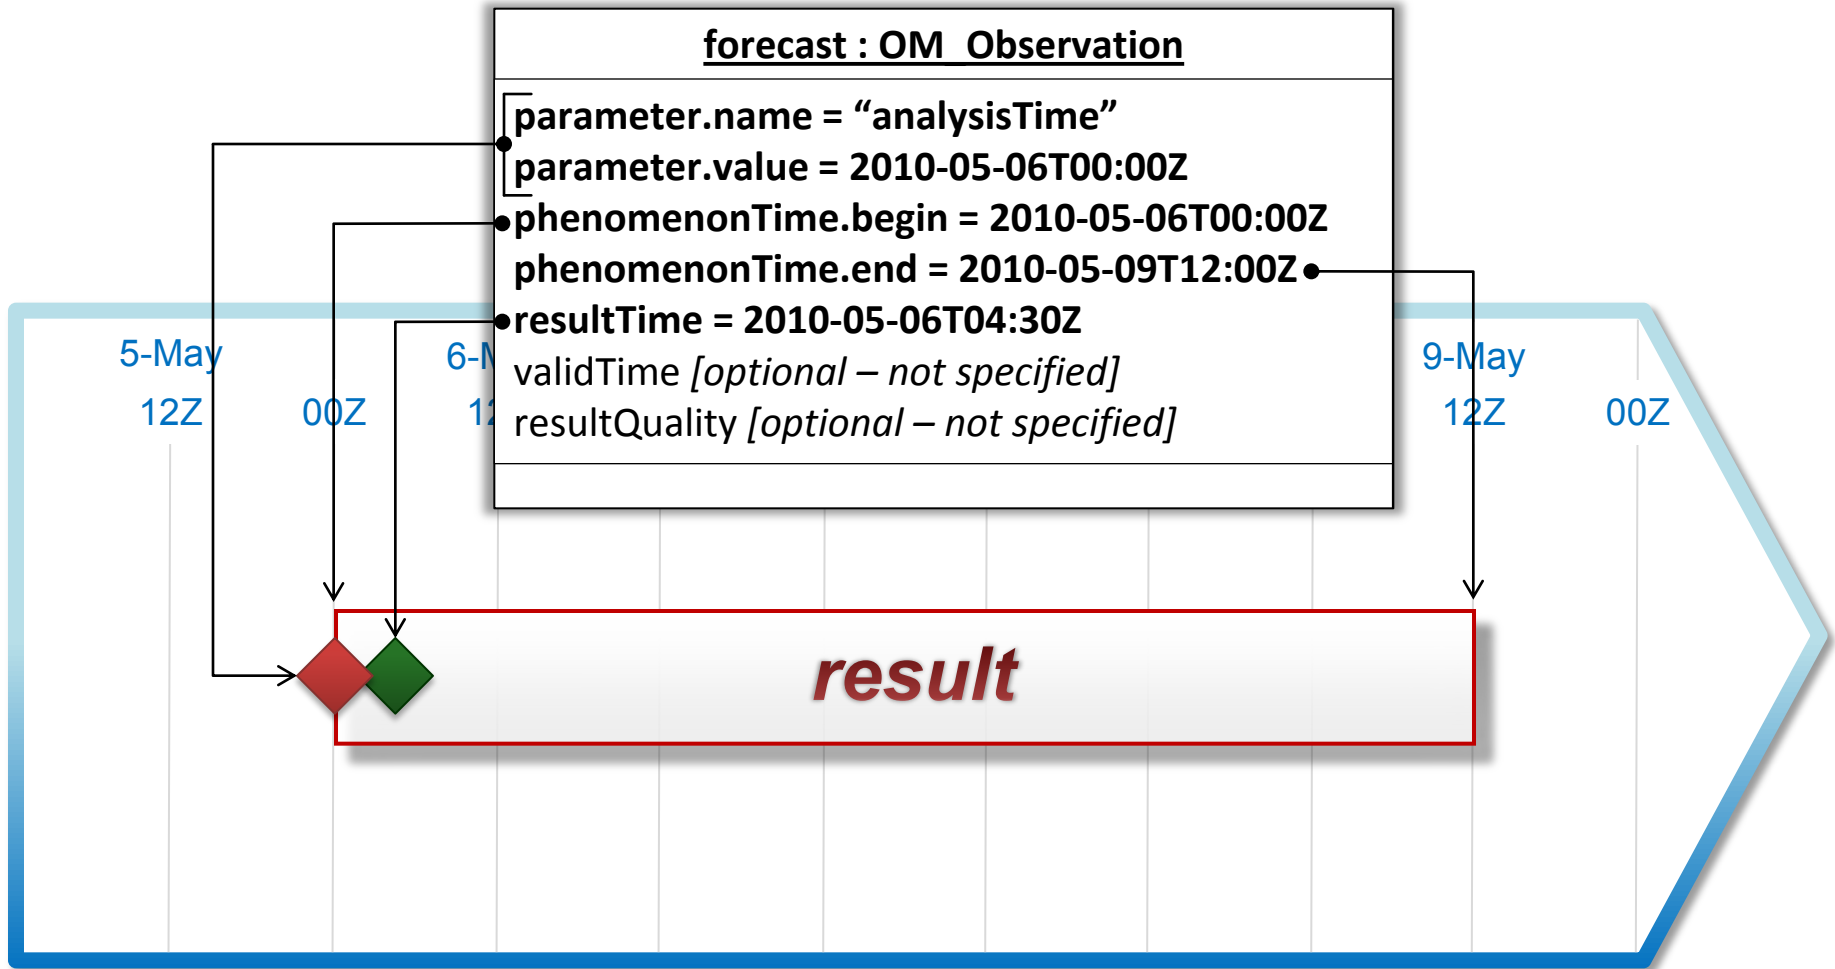 forecast : OM_Observation
parameter.name = “analysisTime”
parameter.value = 2010-05-06T00:00Z
phenomenonTime.begin = 2010-05-06T00:00Z
phenomenonTime.end = 2010-05-09T12:00Z
resultTime = 2010-05-06T04:30Z
validTime [optional – not specified]
resultQuality [optional – not specified]
5-May
9-May
12Z 00Z 12Z 00Z
result